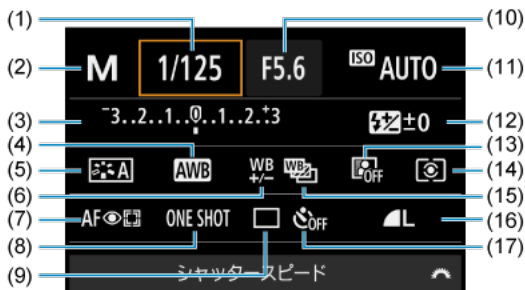 (1) (10)
(2) M 1/125 F5.6 ISO AUTO (11)
(3) ⁻3..2..1..0..1..2.⁺3 ±0 (12)
(4) (13)
(5) A AWB WB +/- WB OFF (14)
(6) (15)
(7) AF ONE SHOT OFF L (16)
(8) (17)
(9)
シャッタースピード